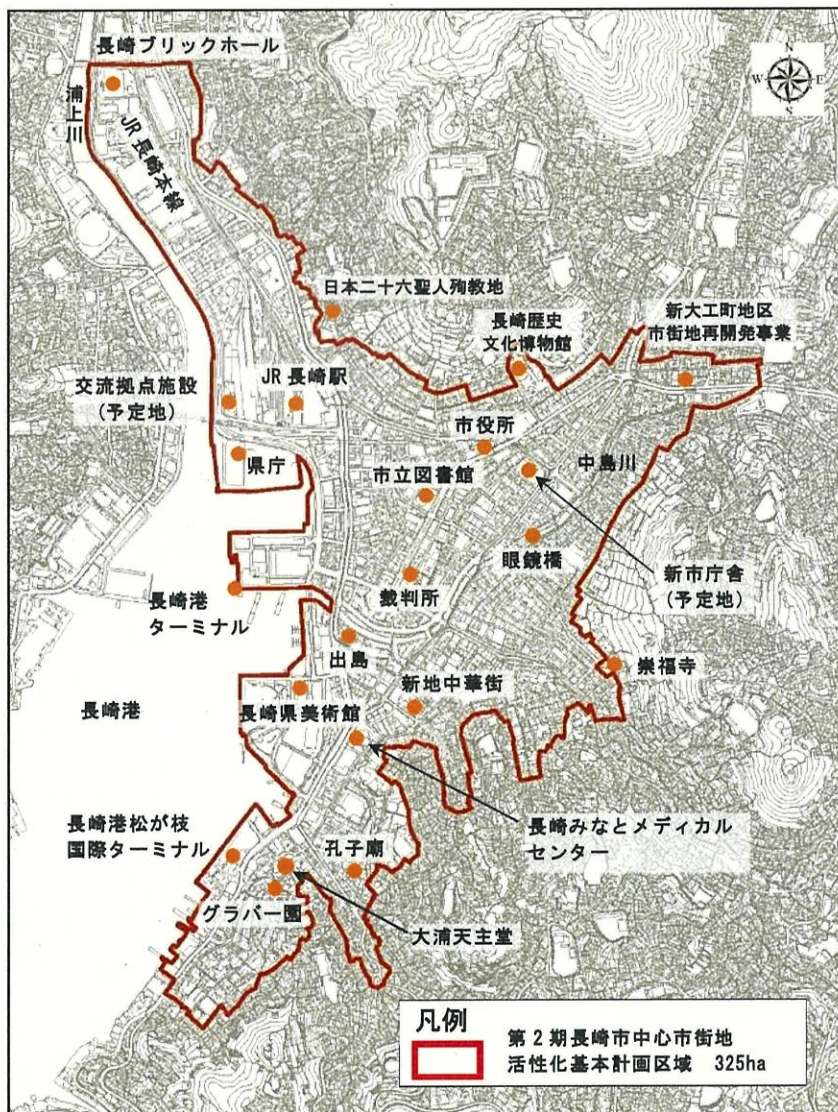 長崎ブリックホール
N
W
E
S
浦上川
JR長崎本線
日本二十六聖人殉教地
長崎歴史
文化博物館
新大工町地区
市街地再開発事業
交流拠点施設
(予定地)
JR長崎駅
市役所
県庁
市立図書館
中島川
眼鏡橋
新市庁舎
(予定地)
長崎港
ターミナル
裁判所
出島
崇福寺
新地中華街
長崎県美術館
長崎港
長崎港松が枝
国際ターミナル
孔子廟
長崎みなとメディカル
センター
グラバー園
大浦天主堂
凡例
第2期長崎市中心市街地
活性化基本計画区域 325ha